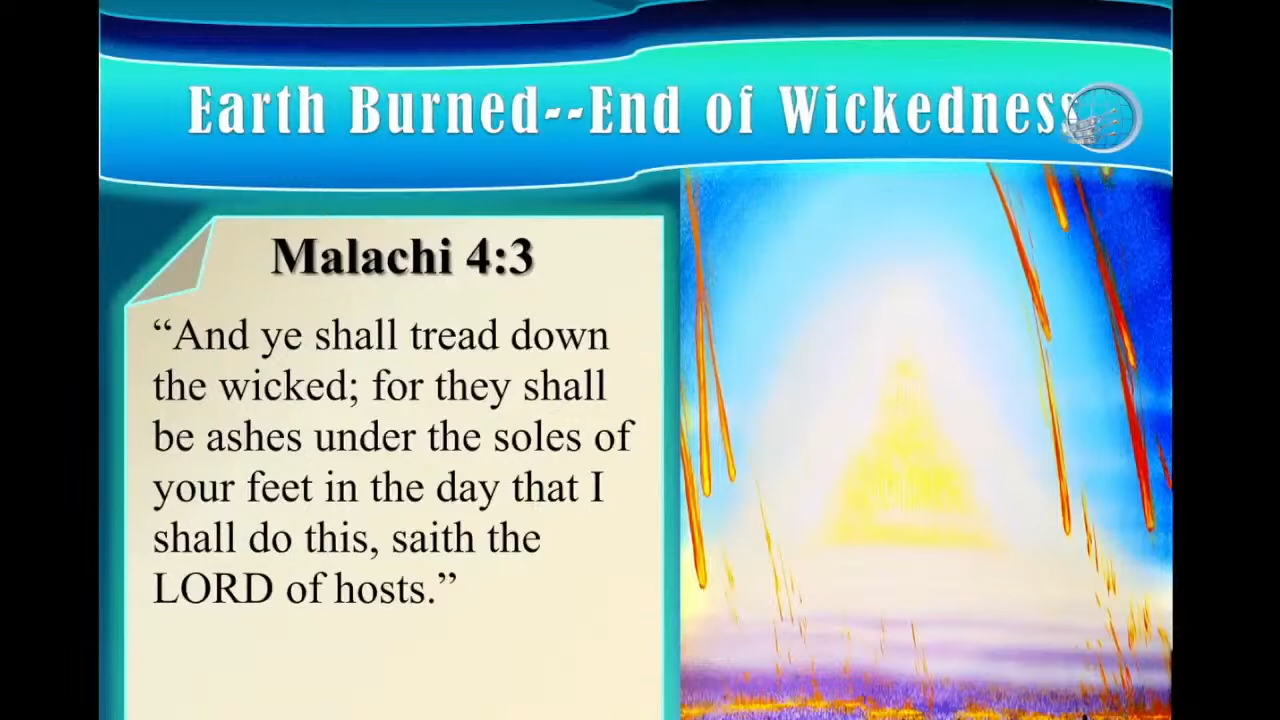 Earth Burned--End of Wickedness
Malachi 4:3
“And ye shall tread down
the wicked; for they shall
be ashes under the soles of
your feet in the day that I
shall do this, saith the
LORD of hosts.”